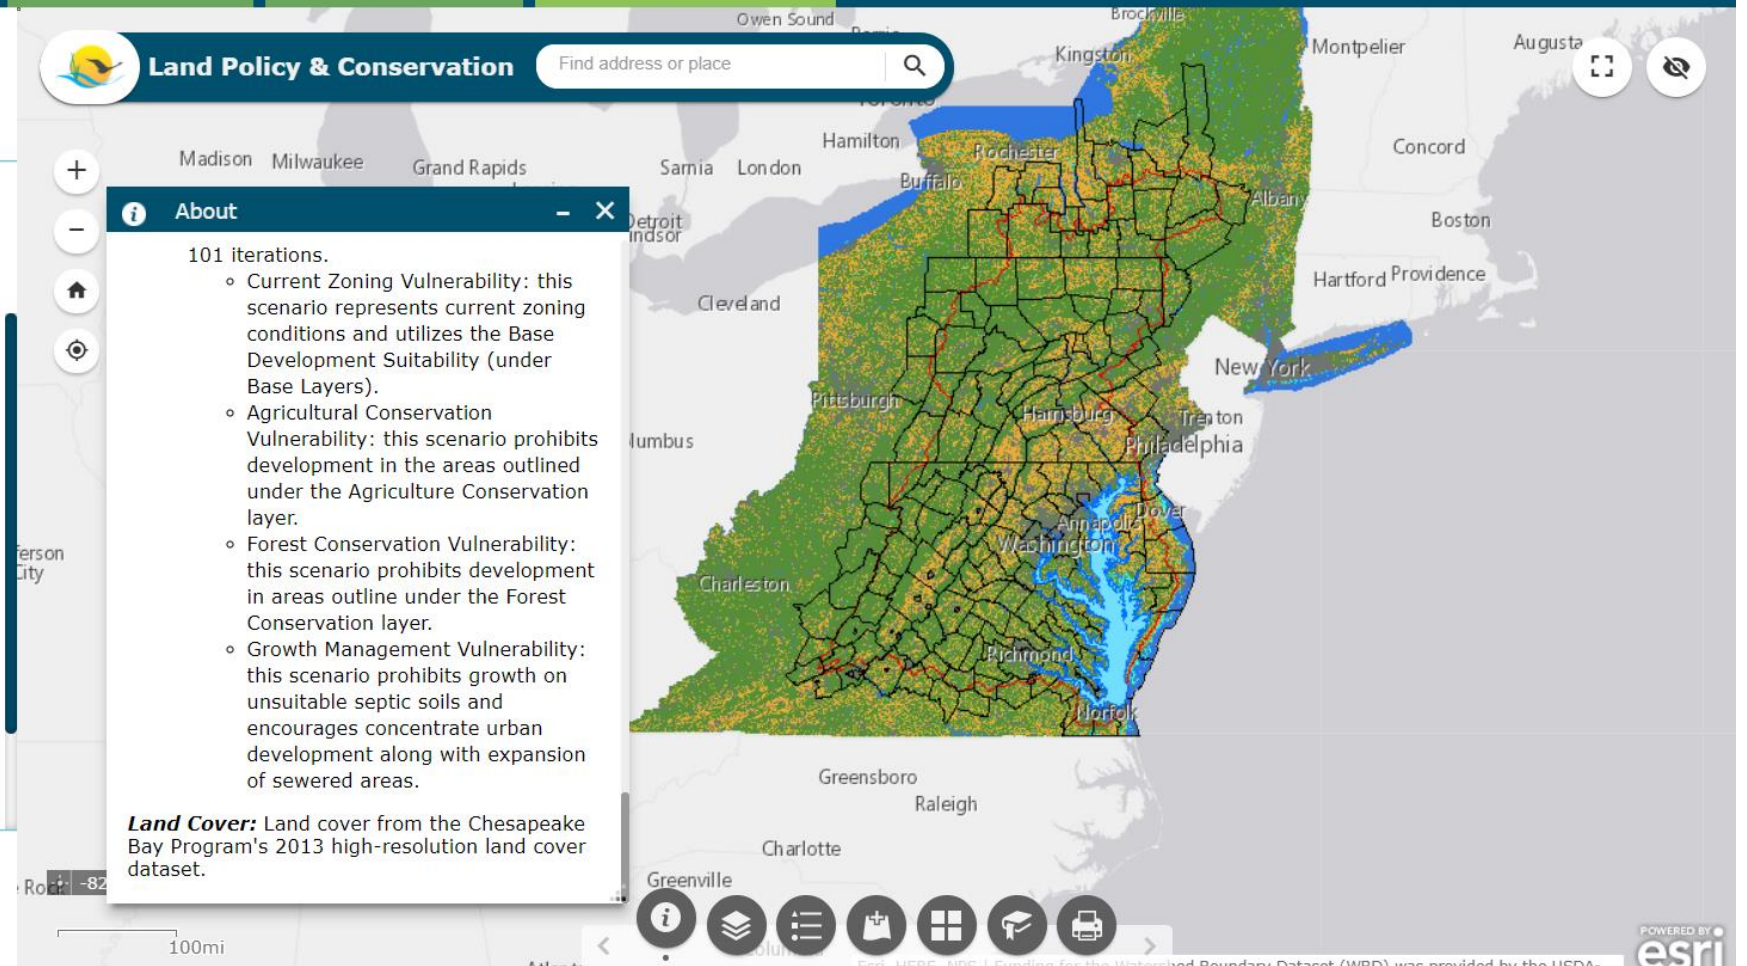 Land Policy & Conservation
Find address or place
About
101 iterations.
Current Zoning Vulnerability: this
scenario represents current zoning
conditions and utilizes the Base
Development Suitability (under
Base Layers).
Agricultural Conservation
Vulnerability: this scenario prohibits
development in the areas outlined
under the Agriculture Conservation
layer.
Forest Conservation Vulnerability:
this scenario prohibits development
in areas outline under the Forest
Conservation layer.
Growth Management Vulnerability:
this scenario prohibits growth on
unsuitable septic soils and
encourages concentrate urban
development along with expansion
of sewered areas.
Land Cover: Land cover from the Chesapeake
Bay Program's 2013 high-resolution land cover
dataset.
Owen Sound
Brockville
Kingston
Montpelier
Augusta
Toronto
Hamilton
Rochester
Concord
Madison
Milwaukee
Grand Rapids
Sarnia
London
Buffalo
Albany
Detroit
indsor
Boston
Hartford
Providence
Cleveland
New York
Pittsburgh
Harrisburg
Trenton
lumbus
Philadelphia
Dover
Annapolis
Washington
ferson
City
Charleston
Richmond
Norfolk
Greensboro
Raleigh
Charlotte
Greenville
-82
100mi
POWERED BY
esri